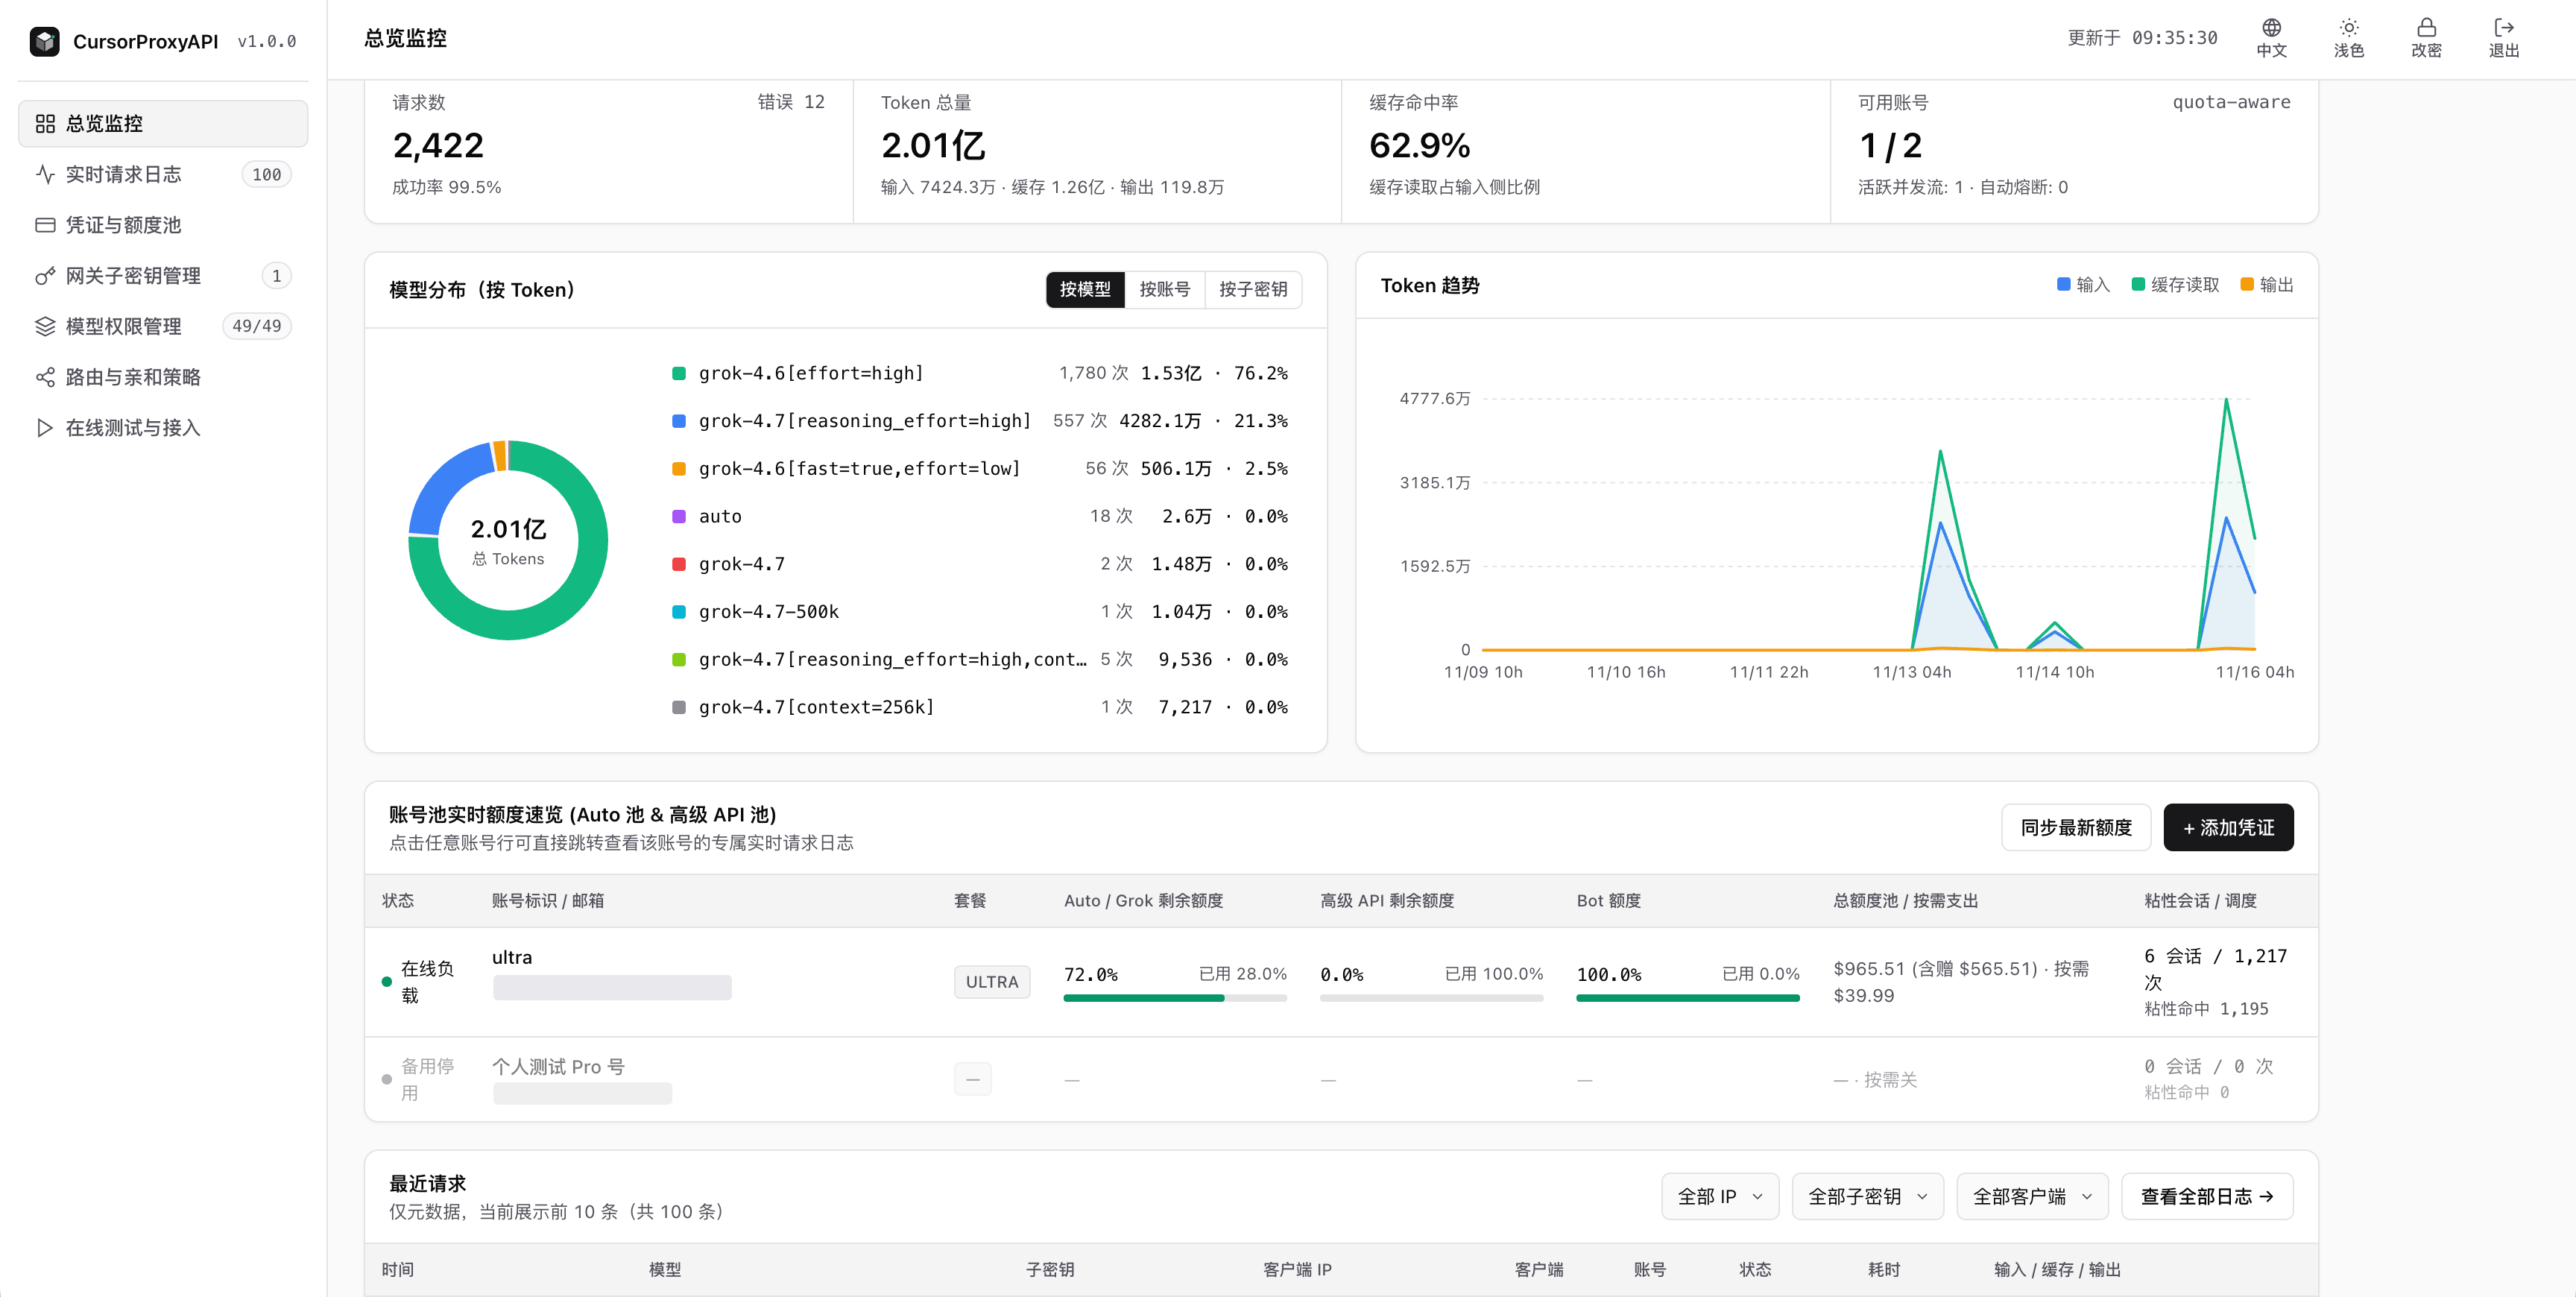 CursorProxyAPI v1.0.0
总览监控
实时请求日志 100
凭证与额度池
网关子密钥管理 1
模型权限管理 49/49
路由与亲和策略
在线测试与接入
总览监控
更新于 09:35:30
中文
浅色
改密
退出
请求数 错误 12
2,422
成功率 99.5%
Token 总量
2.01亿
输入 7424.3万 · 缓存 1.26亿 · 输出 119.8万
缓存命中率
62.9%
缓存读取占输入侧比例
可用账号 quota-aware
1 / 2
活跃并发流: 1 · 自动熔断: 0
模型分布（按 Token）
按模型 按账号 按子密钥
2.01亿
总 Tokens
grok-4.6[effort=high] 1,780 次 1.53亿 · 76.2%
grok-4.7[reasoning_effort=high] 557 次 4282.1万 · 21.3%
grok-4.6[fast=true,effort=low] 56 次 506.1万 · 2.5%
auto 18 次 2.6万 · 0.0%
grok-4.7 2 次 1.48万 · 0.0%
grok-4.7-500k 1 次 1.04万 · 0.0%
grok-4.7[reasoning_effort=high,cont… 5 次 9,536 · 0.0%
grok-4.7[context=256k] 1 次 7,217 · 0.0%
Token 趋势
输入 缓存读取 输出
4777.6万
3185.1万
1592.5万
0
11/09 10h 11/10 16h 11/11 22h 11/13 04h 11/14 10h 11/16 04h
账号池实时额度速览 (Auto 池 & 高级 API 池)
点击任意账号行可直接跳转查看该账号的专属实时请求日志
同步最新额度
+ 添加凭证
状态 账号标识 / 邮箱 套餐 Auto / Grok 剩余额度 高级 API 剩余额度 Bot 额度 总额度池 / 按需支出 粘性会话 / 调度
在线负
载
ultra
ULTRA
72.0% 已用 28.0%
0.0% 已用 100.0%
100.0% 已用 0.0%
$965.51 (含赠 $565.51) · 按需
$39.99
6 会话 / 1,217
次
粘性命中 1,195
备用停
用
个人测试 Pro 号
—
—
—
—
— · 按需关
0 会话 / 0 次
粘性命中 0
最近请求
仅元数据，当前展示前 10 条（共 100 条）
全部 IP
全部子密钥
全部客户端
查看全部日志 →
时间 模型 子密钥 客户端 IP 客户端 账号 状态 耗时 输入 / 缓存 / 输出